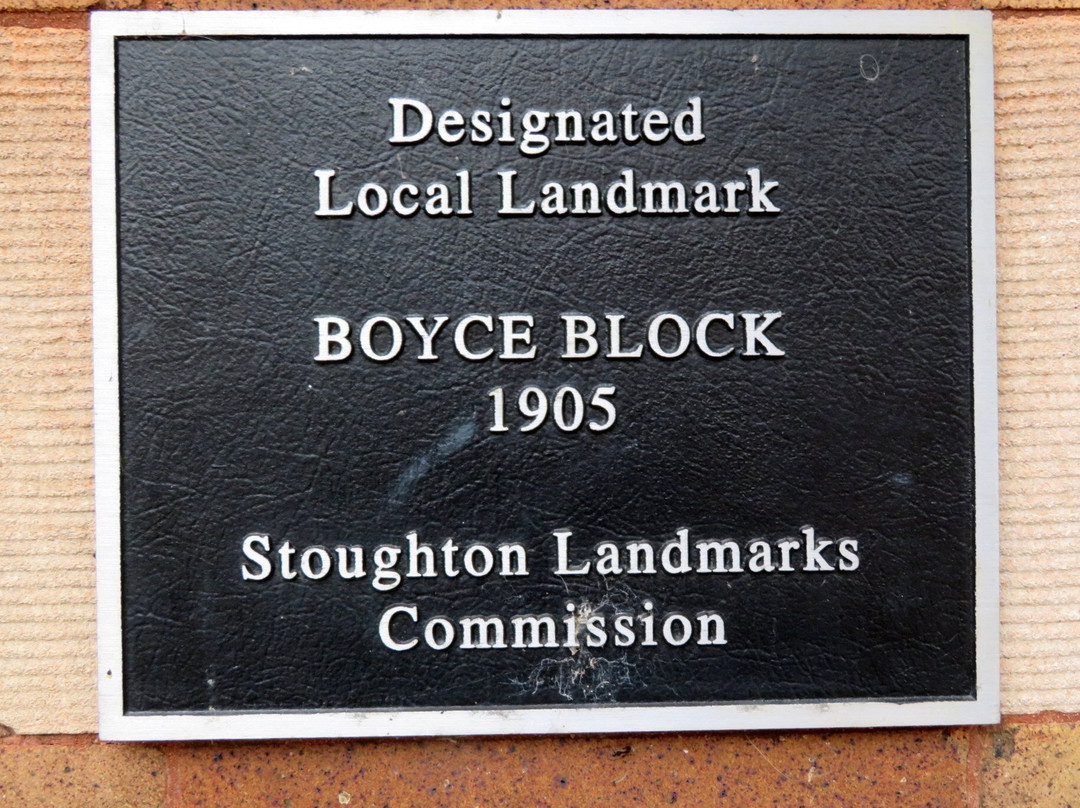 Designated
Local Landmark
BOYCE BLOCK
1905
Stoughton Landmarks
Commission